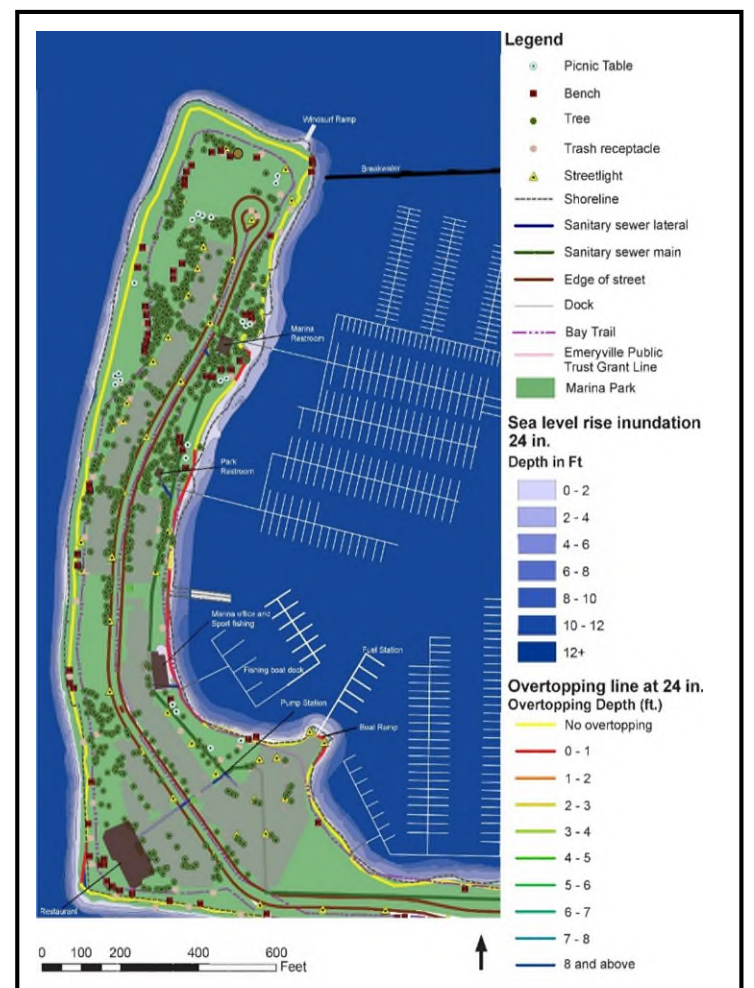 Legend
Picnic Table
Bench
Tree
Trash receptacle
Streetlight
Shoreline
Sanitary sewer lateral
Sanitary sewer main
Edge of street
Dock
Bay Trail
Emeryville Public
Trust Grant Line
Marina Park
Sea level rise inundation
24 in.
Depth in Ft
0 - 2
2 - 4
4 - 6
6 - 8
8 - 10
10 - 12
12+
Overtopping line at 24 in.
Overtopping Depth (ft.)
No overtopping
0 - 1
1 - 2
2 - 3
3 - 4
4 - 5
5 - 6
6 - 7
7 - 8
8 and above
Windsurf Ramp
Breakwater
Marina
Restroom
Park
Restroom
Marina office and
Sport fishing
Fishing boat dock
Fuel Station
Pump Station
Boat Ramp
Restaurant
0 100 200 400 600
Feet